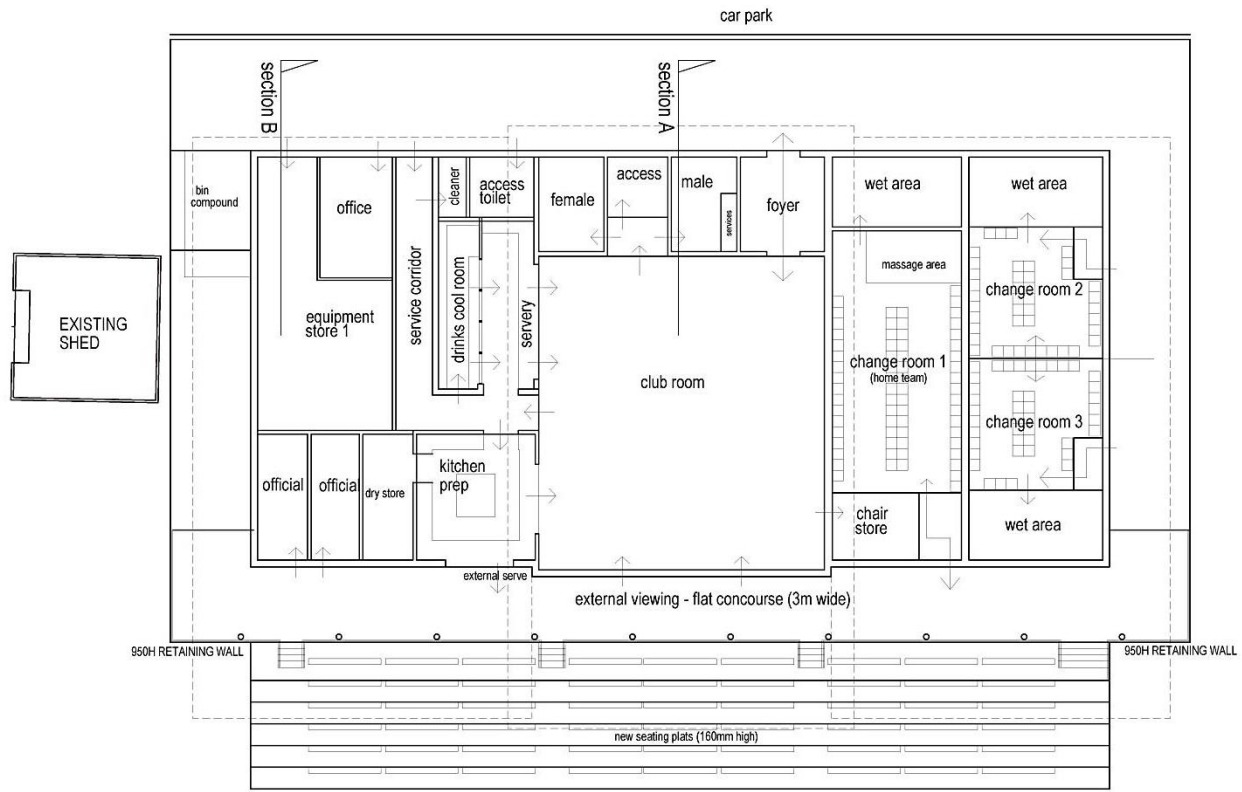 car park
section B
section A
bin
compound
office
cleaner
access
toilet
female
access
male
services
foyer
wet area
wet area
EXISTING
SHED
equipment
store 1
service corridor
drinks cool room
servery
club room
massage area
change room 1
(home team)
change room 2
change room 3
official
official
dry store
kitchen
prep
chair
store
wet area
external serve
external viewing - flat concourse (3m wide)
950H RETAINING WALL
950H RETAINING WALL
new seating plats (160mm high)